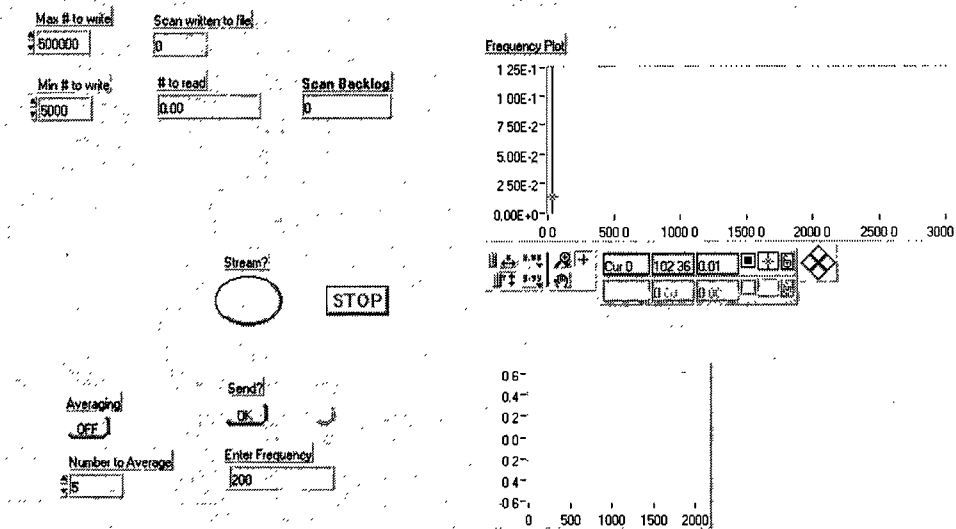 Max # to write
500000
Scan written to file
0
Min # to write
5000
# to read
0.00
Scan Backlog
0
Stream?
STOP
Averaging
OFF
Send?
OK
Number to Average
5
Enter Frequency
200
Frequency Plot
1 25E-1
1 00E-1
7 50E-2
5.00E-2
2 50E-2
0.00E+0
0 0 500 0 1000 0 1500 0 2000 0 2500 0 3000
Cur 0 102 36 0.01
0 6
0.4
0 2
0 0
0 2
0 4
-0 6
0 500 1000 1500 2000